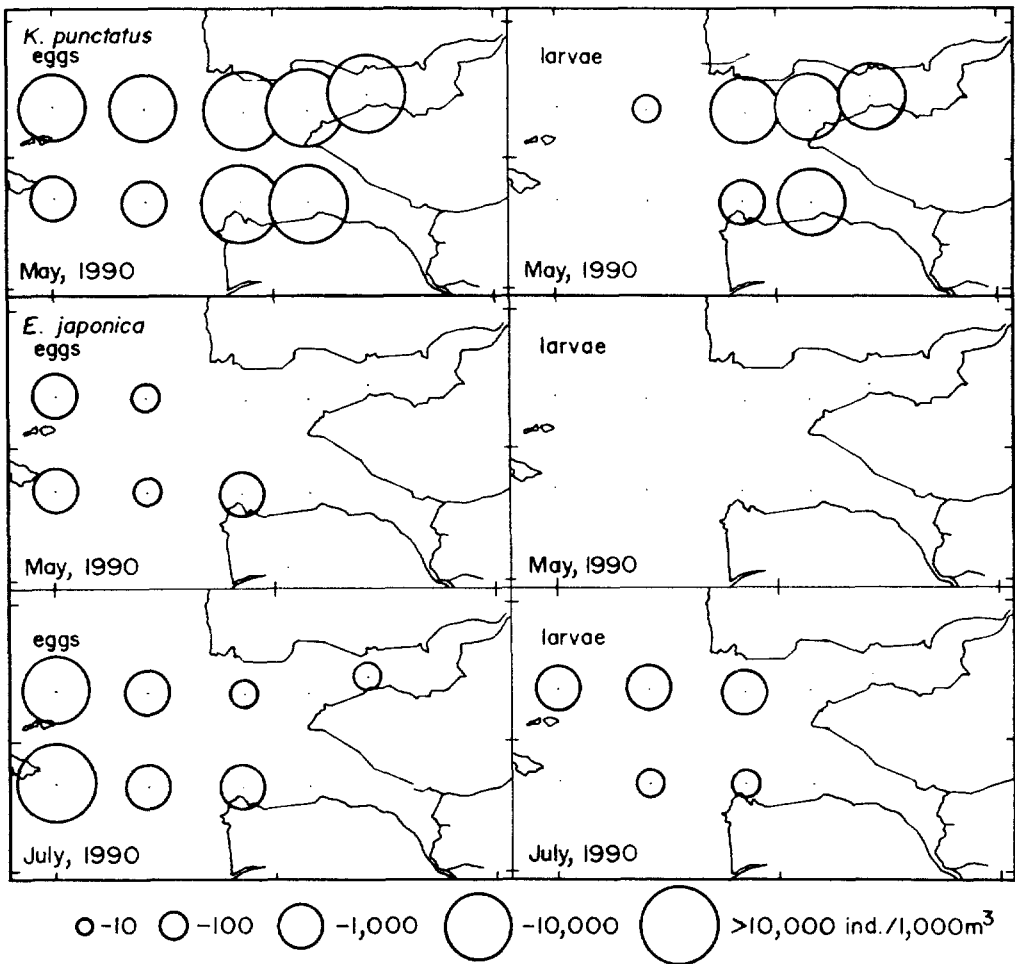 K. punctatus
eggs
larvae
May, 1990
May, 1990
E. japonica
eggs
larvae
May, 1990
May, 1990
eggs
larvae
July, 1990
July, 1990
-10 -100 -1,000 -10,000 >10,000 ind./1,000m³